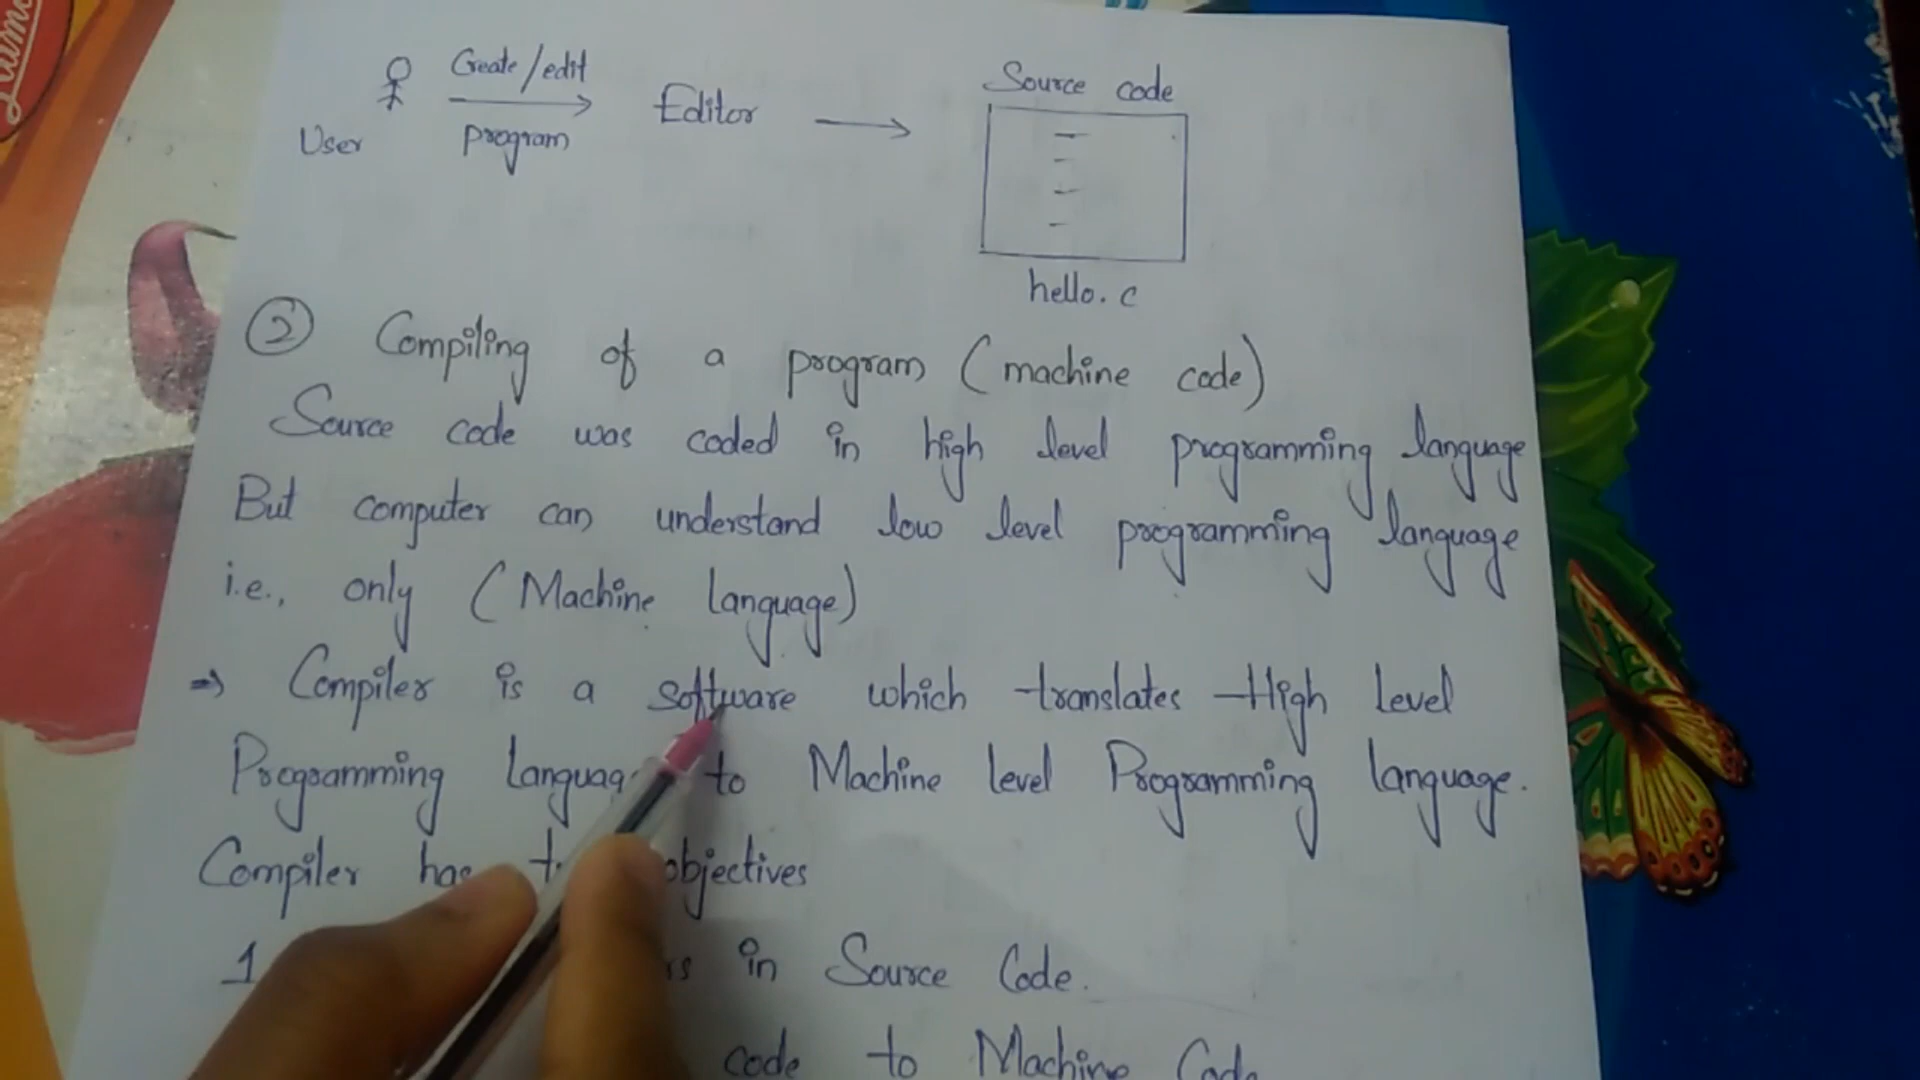 Create/edit
User
program
Editor
Source code
hello.c
② Compiling of a program (machine code)
Source code was coded in high level programming language
But computer can understand low level programming language
i.e., only (Machine language)
⇒ Compiler is a software which translates High Level
Programming Languag to Machine level Programming language.
Compiler has objectives
1 in Source Code.
code to Machine Code